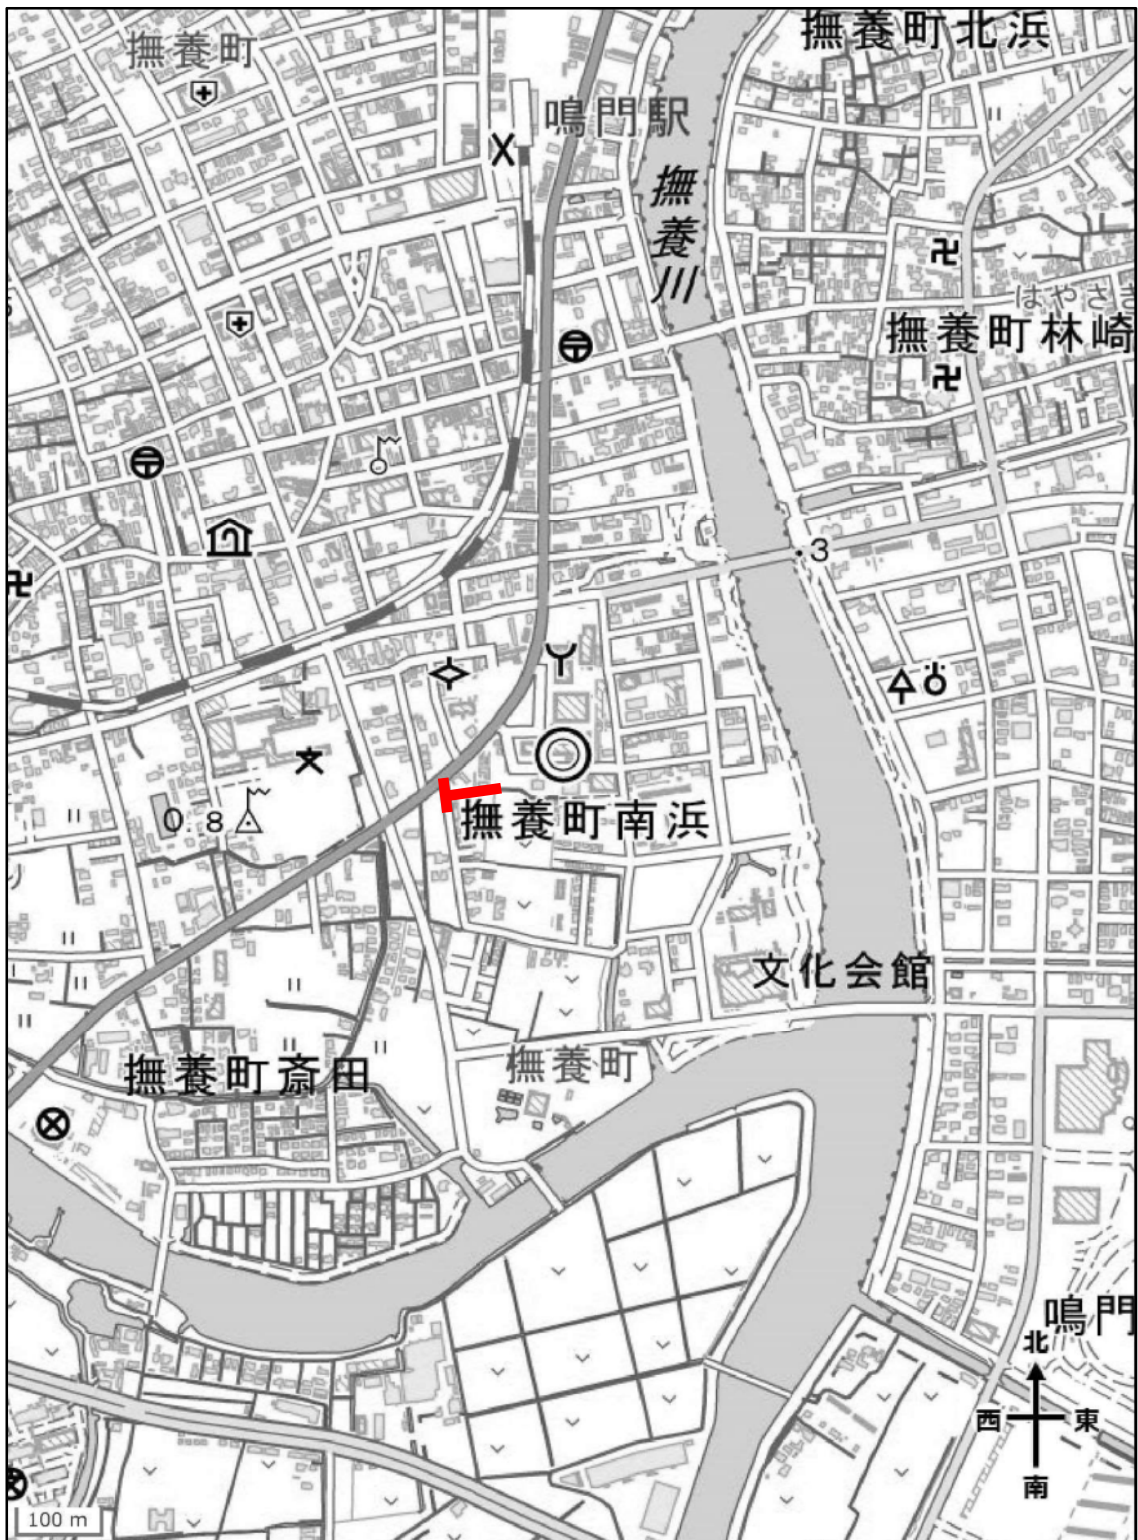 撫養町北浜
撫養町
鳴門駅
撫養川
はやさき
撫養町林崎
3
0.8
撫養町南浜
文化会館
撫養町斎田
撫養町
鳴門
北
西 東
南
100 m